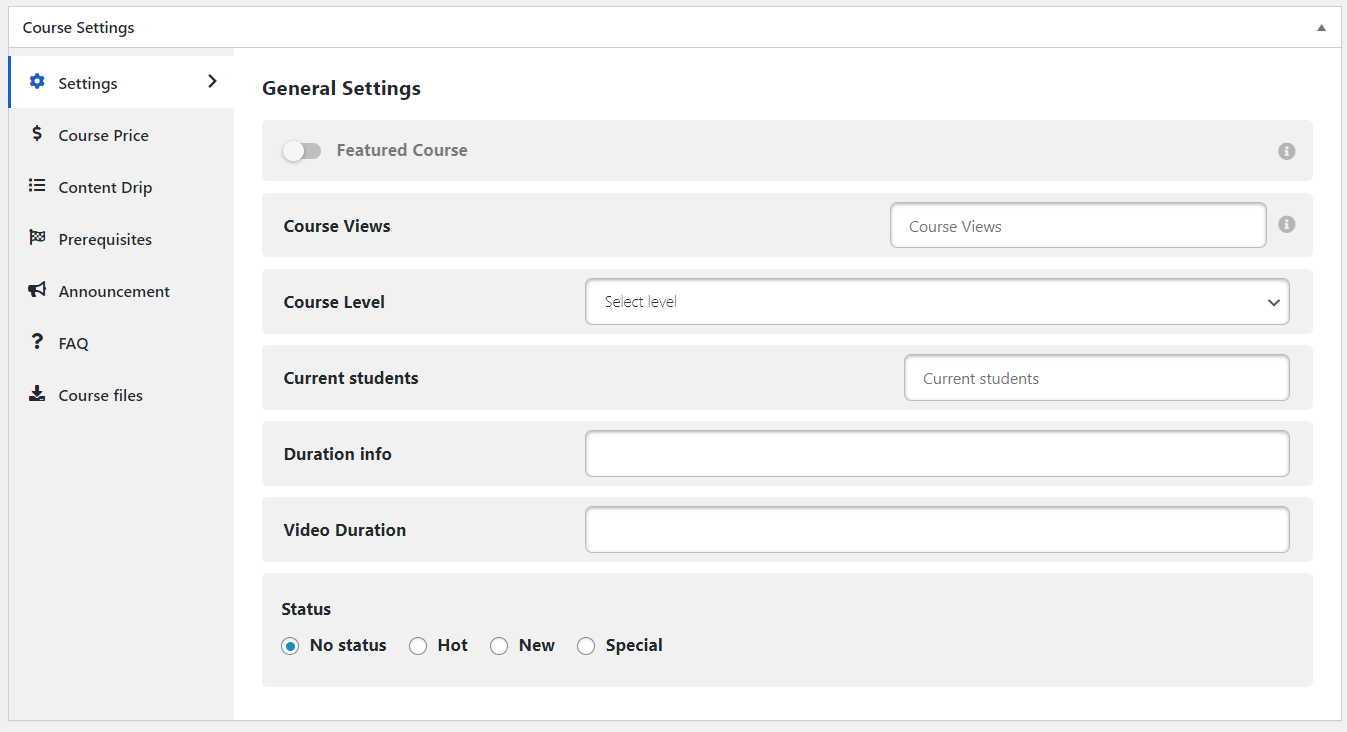 Course Settings
Settings
Course Price
Content Drip
Prerequisites
Announcement
FAQ
Course files
General Settings
Featured Course
Course Views
Course Views
Course Level
Select level
Current students
Current students
Duration info
Video Duration
Status
No status Hot New Special